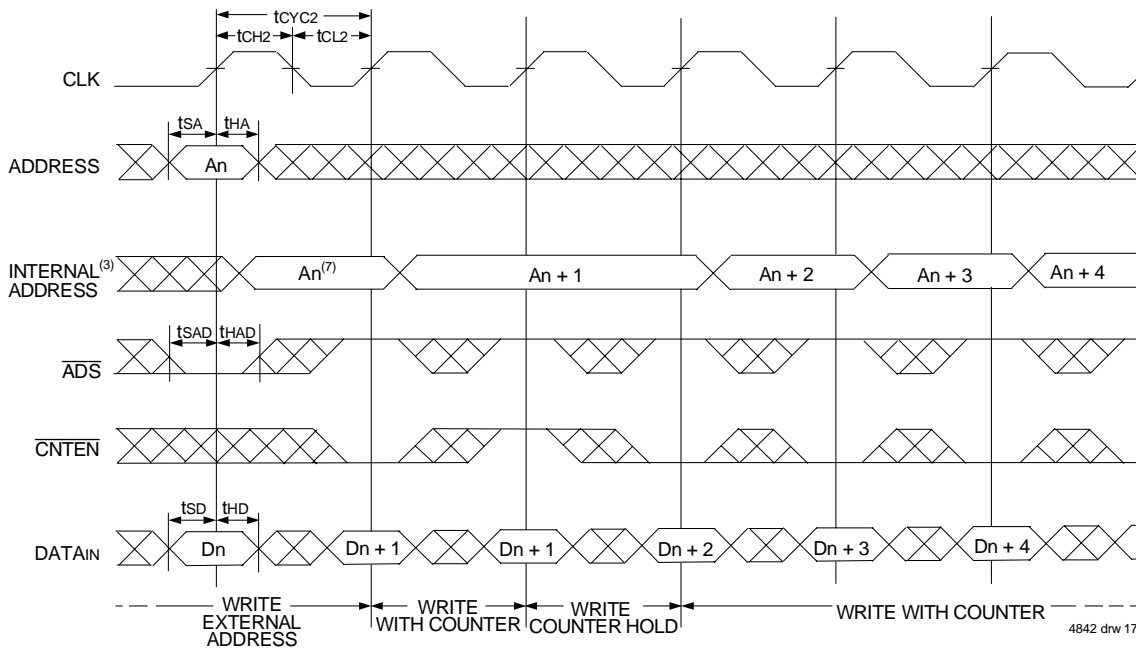 tCYC2
tCH2 tCL2
CLK
tSA tHA
ADDRESS An
INTERNAL(3)
ADDRESS
An(7) An + 1 An + 2 An + 3 An + 4
tSAD tHAD
ADS
CNTEN
tSD tHD
DATAIN Dn Dn + 1 Dn + 1 Dn + 2 Dn + 3 Dn + 4
WRITE
EXTERNAL
ADDRESS
WRITE
WITH COUNTER
WRITE
COUNTER HOLD
WRITE WITH COUNTER
4842 drw 17